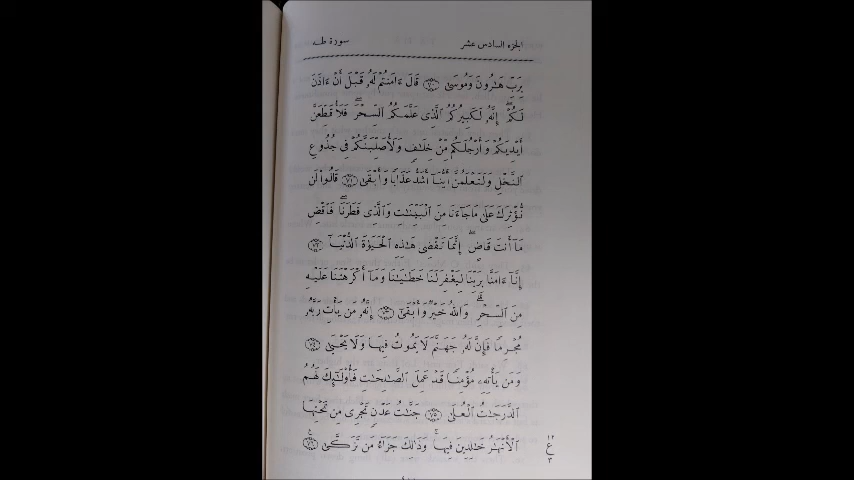 الجزء السادس عشر سورة طه
بِرَبِّ هَـٰرُونَ وَمُوسَىٰ ﴿٧٠﴾ قَالَ ءَامَنتُمْ لَهُۥ قَبْلَ أَنْ ءَاذَنَ
لَكُمْ ۖ إِنَّهُۥ لَكَبِيرُكُمُ ٱلَّذِى عَلَّمَكُمُ ٱلسِّحْرَ ۖ فَلَأُقَطِّعَنَّ
أَيْدِيَكُمْ وَأَرْجُلَكُم مِّنْ خِلَـٰفٍ وَلَأُصَلِّبَنَّكُمْ فِى جُذُوعِ
ٱلنَّخْلِ وَلَتَعْلَمُنَّ أَيُّنَآ أَشَدُّ عَذَابًا وَأَبْقَىٰ ﴿٧١﴾ قَالُوا۟ لَن
نُّؤْثِرَكَ عَلَىٰ مَا جَآءَنَا مِنَ ٱلْبَيِّنَـٰتِ وَٱلَّذِى فَطَرَنَا ۖ فَٱقْضِ
مَآ أَنتَ قَاضٍ ۖ إِنَّمَا تَقْضِى هَـٰذِهِ ٱلْحَيَوٰةَ ٱلدُّنْيَآ ﴿٧٢﴾
إِنَّآ ءَامَنَّا بِرَبِّنَا لِيَغْفِرَ لَنَا خَطَـٰيَـٰنَا وَمَآ أَكْرَهْتَنَا عَلَيْهِ
مِنَ ٱلسِّحْرِ ۗ وَٱللَّهُ خَيْرٌ وَأَبْقَىٰٓ ﴿٧٣﴾ إِنَّهُۥ مَن يَأْتِ رَبَّهُۥ
مُجْرِمًا فَإِنَّ لَهُۥ جَهَنَّمَ لَا يَمُوتُ فِيهَا وَلَا يَحْيَىٰ ﴿٧٤﴾
وَمَن يَأْتِهِۦ مُؤْمِنًا قَدْ عَمِلَ ٱلصَّـٰلِحَـٰتِ فَأُو۟لَـٰٓئِكَ لَهُمُ
ٱلدَّرَجَـٰتُ ٱلْعُلَىٰ ﴿٧٥﴾ جَنَّـٰتُ عَدْنٍ تَجْرِى مِن تَحْتِهَا
ٱلْأَنْهَـٰرُ خَـٰلِدِينَ فِيهَا ۚ وَذَٰلِكَ جَزَآءُ مَن تَزَكَّىٰ ﴿٧٦﴾
١٢
ع
٣